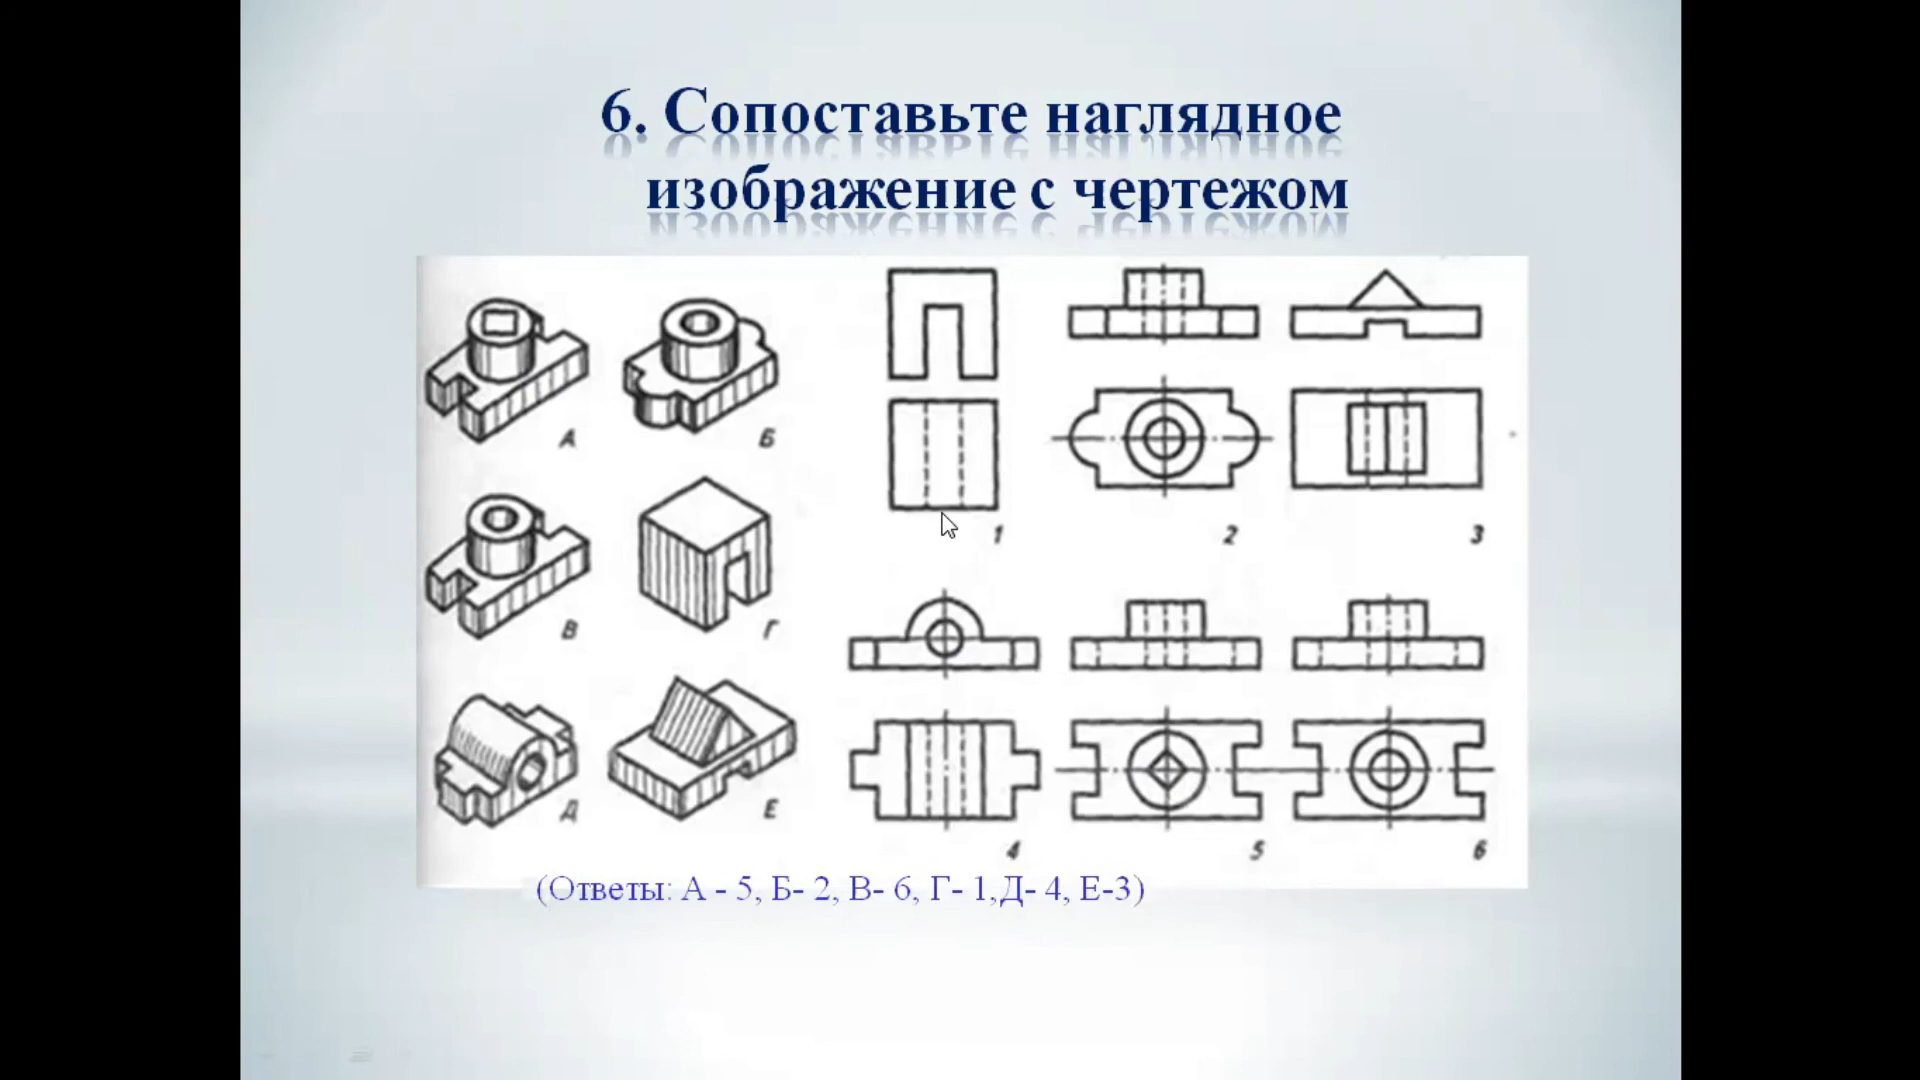 6. Сопоставьте наглядное
изображение с чертежом
А
Б
1
2
3
В
Г
Д
Е
4
5
6
(Ответы: А - 5, Б- 2, В- 6, Г- 1,Д- 4, Е-3)